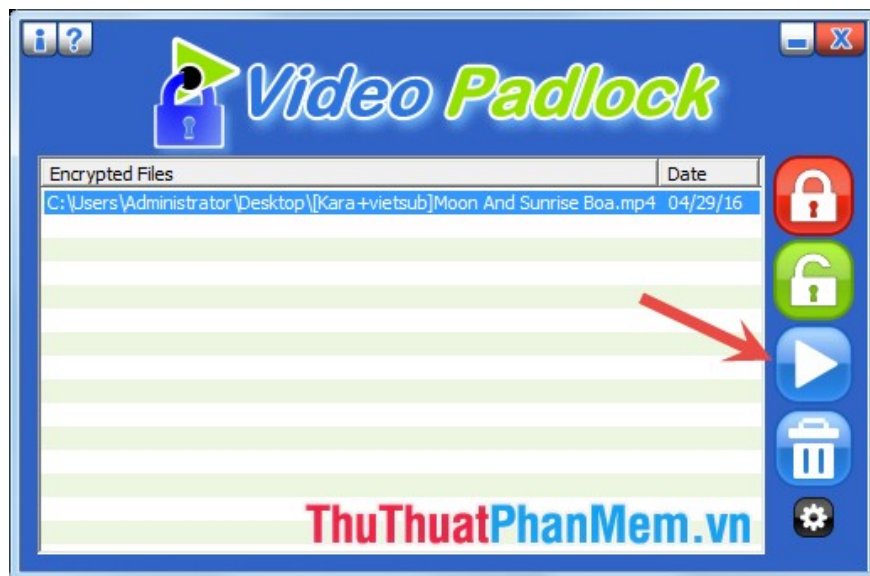 i ?
X
Video Padlock
Encrypted Files Date
C:\Users\Administrator\Desktop\[Kara+vietsub]Moon And Sunrise Boa.mp4 04/29/16
ThuThuatPhanMem.vn